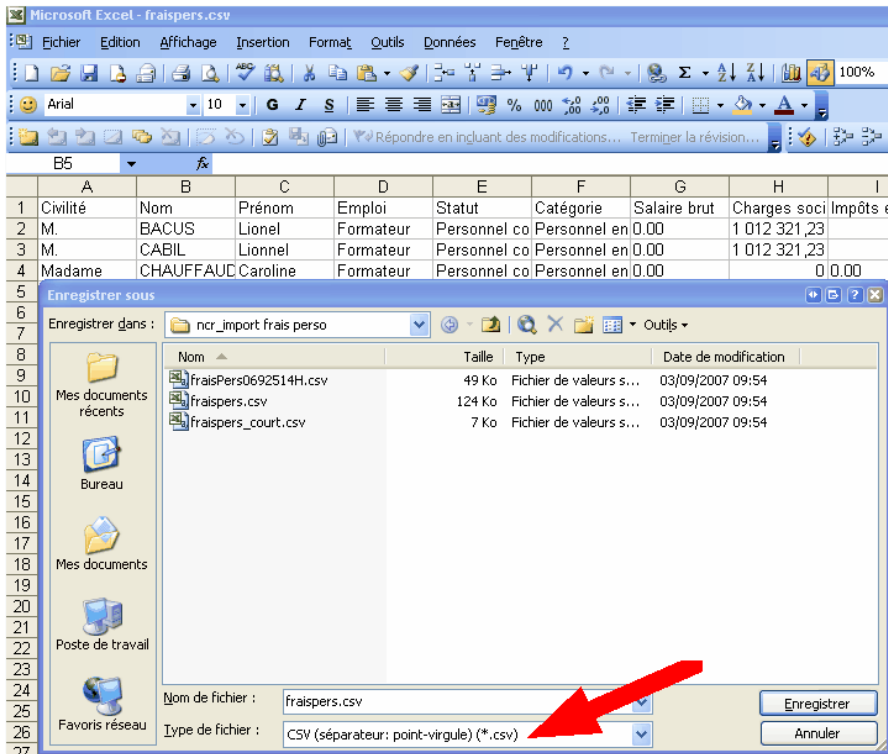 Microsoft Excel - fraispers.csv
Fichier Edition Affichage Insertion Format Outils Données Fenêtre ?
100%
Arial 10 G I S % 000
Répondre en incluant des modifications... Terminer la révision...
B5 fx
A B C D E F G H I
1 Civilité Nom Prénom Emploi Statut Catégorie Salaire brut Charges soci Impôts e
2 M. BACUS Lionel Formateur Personnel co Personnel en 0.00 1 012 321,23
3 M. CABIL Lionnel Formateur Personnel co Personnel en 0.00 1 012 321,23
4 Madame CHAUFFAUD Caroline Formateur Personnel co Personnel en 0.00 0 0.00
5 Enregistrer sous
6
7 Enregistrer dans : ncr_import frais perso Outils
8 Nom Taille Type Date de modification
9 fraisPers0692514H.csv 49 Ko Fichier de valeurs s... 03/09/2007 09:54
10 Mes documents récents fraispers.csv 124 Ko Fichier de valeurs s... 03/09/2007 09:54
11 fraispers_court.csv 7 Ko Fichier de valeurs s... 03/09/2007 09:54
12
13
14 Bureau
15
16
17
18 Mes documents
19
20
21
22 Poste de travail
23
24 Nom de fichier : fraispers.csv Enregistrer
25 Favoris réseau
26 Type de fichier : CSV (séparateur: point-virgule) (*.csv) Annuler
27